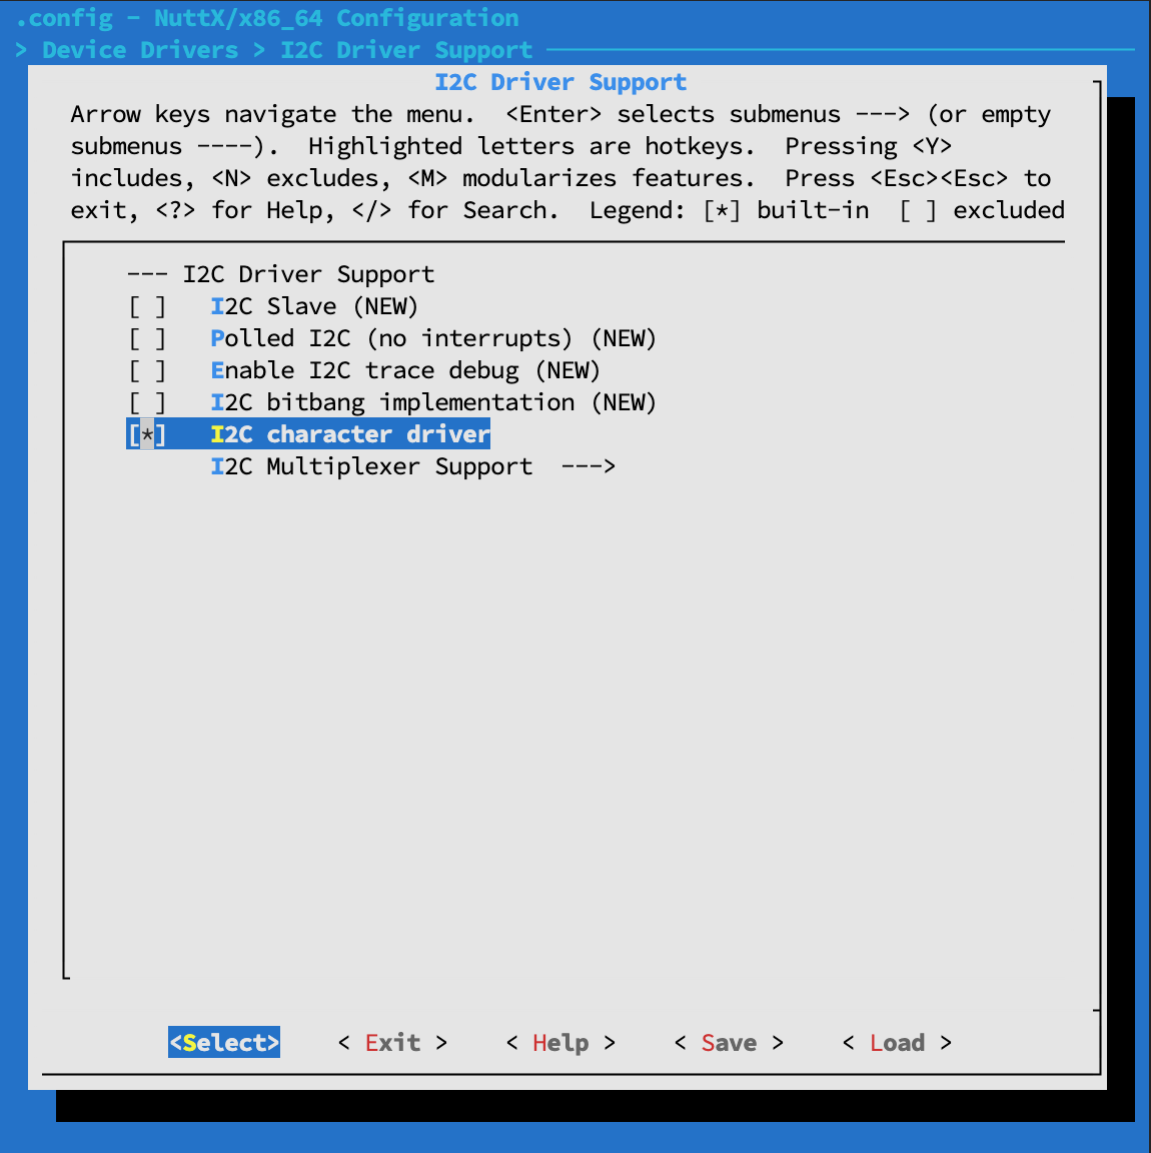 .config - NuttX/x86_64 Configuration
> Device Drivers > I2C Driver Support
I2C Driver Support
Arrow keys navigate the menu.  <Enter> selects submenus ---> (or empty
submenus ----).  Highlighted letters are hotkeys.  Pressing <Y>
includes, <N> excludes, <M> modularizes features.  Press <Esc><Esc> to
exit, <?> for Help, </> for Search.  Legend: [*] built-in  [ ] excluded
--- I2C Driver Support
[ ]   I2C Slave (NEW)
[ ]   Polled I2C (no interrupts) (NEW)
[ ]   Enable I2C trace debug (NEW)
[ ]   I2C bitbang implementation (NEW)
[*]   I2C character driver
I2C Multiplexer Support  --->
<Select>    < Exit >    < Help >    < Save >    < Load >